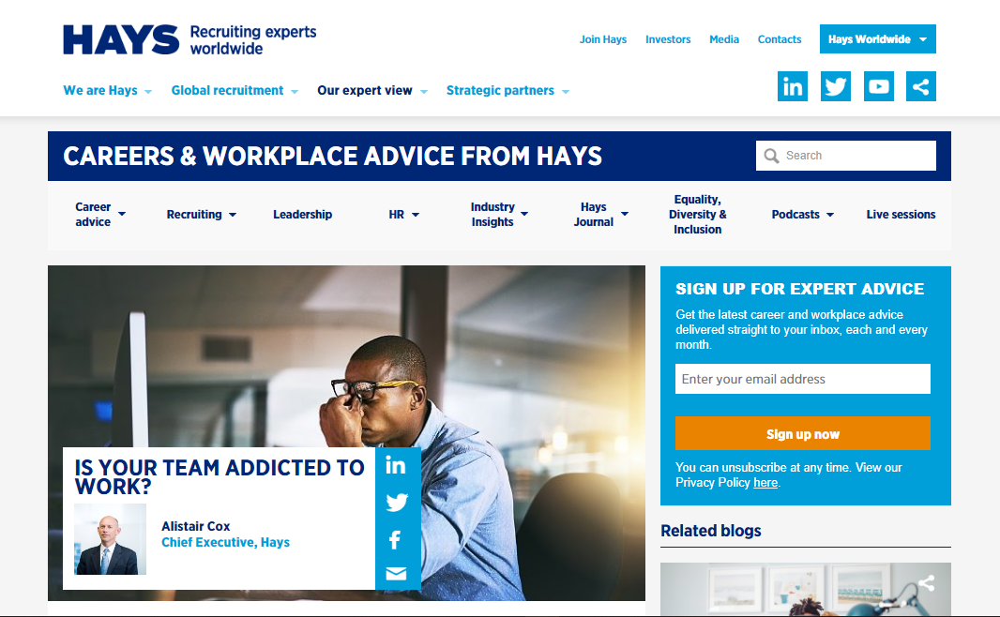 HAYS Recruiting experts
worldwide
Join Hays Investors Media Contacts Hays Worldwide
We are Hays Global recruitment Our expert view Strategic partners
CAREERS & WORKPLACE ADVICE FROM HAYS
Search
Career
advice
Recruiting
Leadership
HR
Industry
Insights
Hays
Journal
Equality,
Diversity &
Inclusion
Podcasts
Live sessions
IS YOUR TEAM ADDICTED TO
WORK?
Alistair Cox
Chief Executive, Hays
SIGN UP FOR EXPERT ADVICE
Get the latest career and workplace advice
delivered straight to your inbox, each and every
month.
Enter your email address
Sign up now
You can unsubscribe at any time. View our
Privacy Policy here.
Related blogs